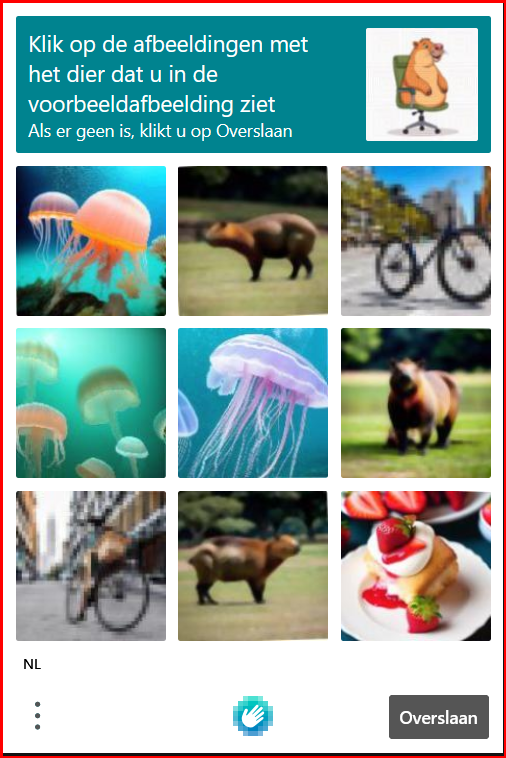 Klik op de afbeeldingen met
het dier dat u in de
voorbeeldafbeelding ziet
Als er geen is, klikt u op Overslaan
NL
Overslaan